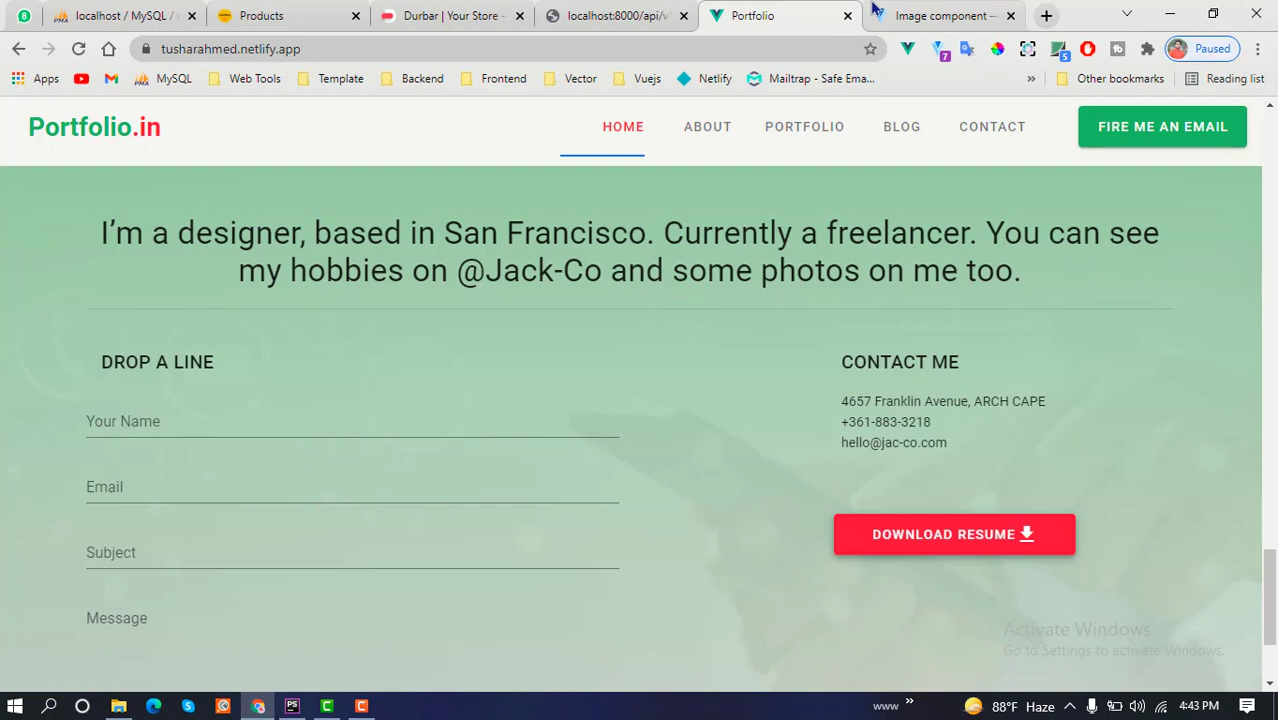 8
localhost / MySQL /
Products
Durbar | Your Store -
localhost:8000/api/v
Portfolio
Image component —
tusharahmed.netlify.app
7
5
Paused
Apps
MySQL
Web Tools
Template
Backend
Frontend
Vector
Vuejs
Netlify
Mailtrap - Safe Ema...
»
Other bookmarks
Reading list
Portfolio.in
HOME
ABOUT
PORTFOLIO
BLOG
CONTACT
FIRE ME AN EMAIL
I’m a designer, based in San Francisco. Currently a freelancer. You can see
my hobbies on @Jack-Co and some photos on me too.
DROP A LINE
Your Name
Email
Subject
Message
CONTACT ME
4657 Franklin Avenue, ARCH CAPE
+361-883-3218
hello@jac-co.com
DOWNLOAD RESUME
Activate Windows
Go to Settings to activate Windows.
www
»
88°F Haze
4:43 PM